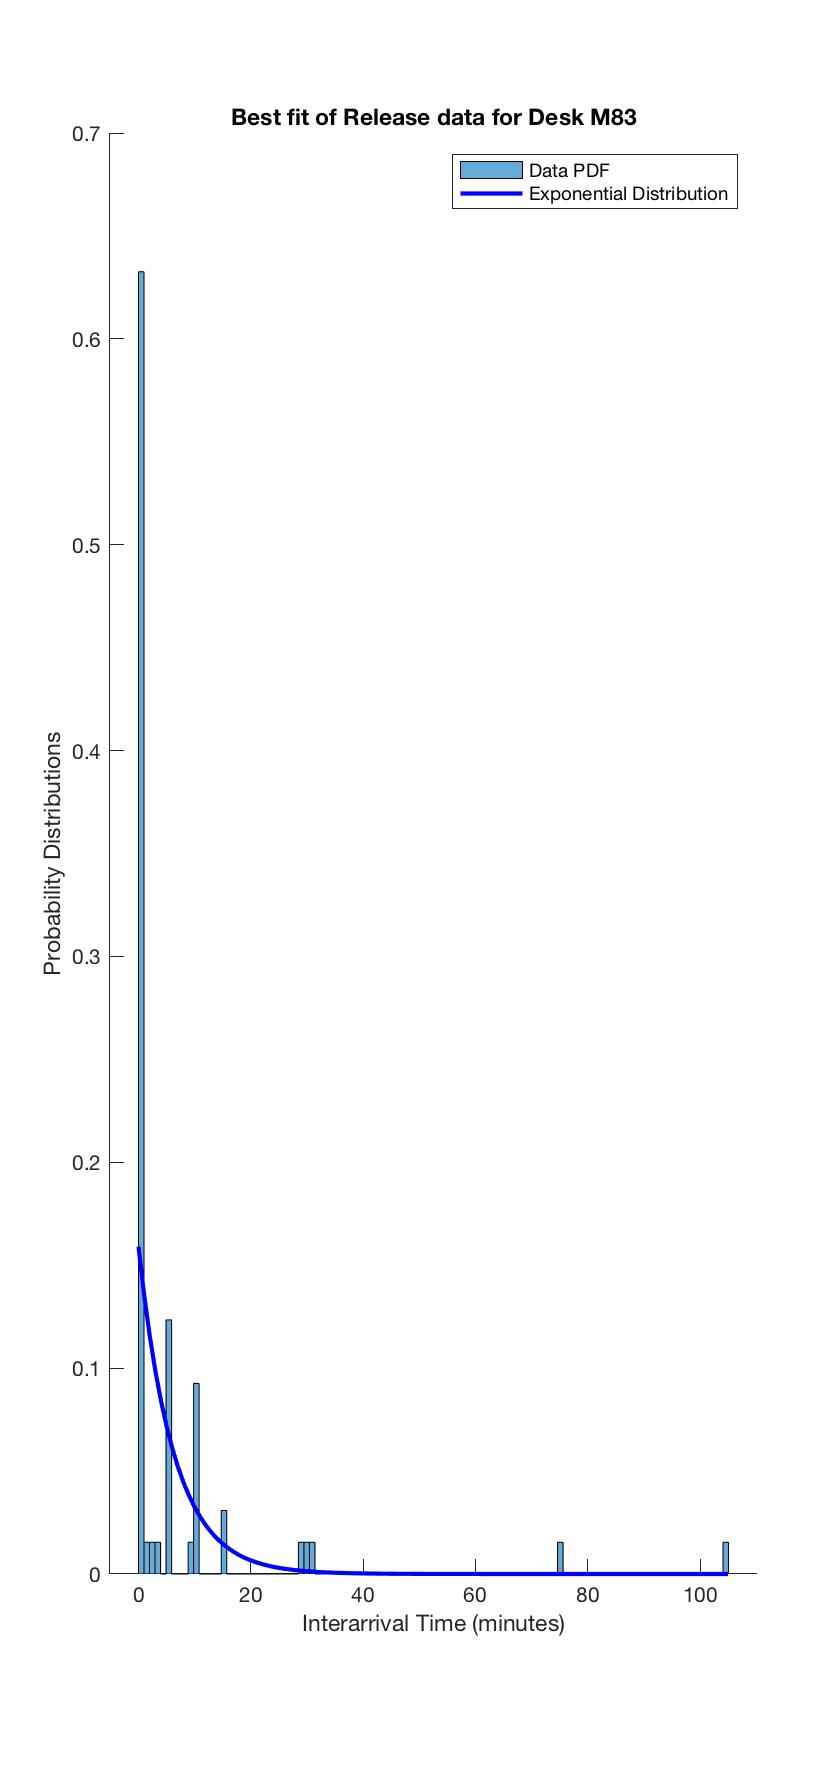 Best fit of Release data for Desk M83
Data PDF
Exponential Distribution
0.7
0.6
0.5
0.4
0.3
0.2
0.1
0
Probability Distributions
0 20 40 60 80 100
Interarrival Time (minutes)